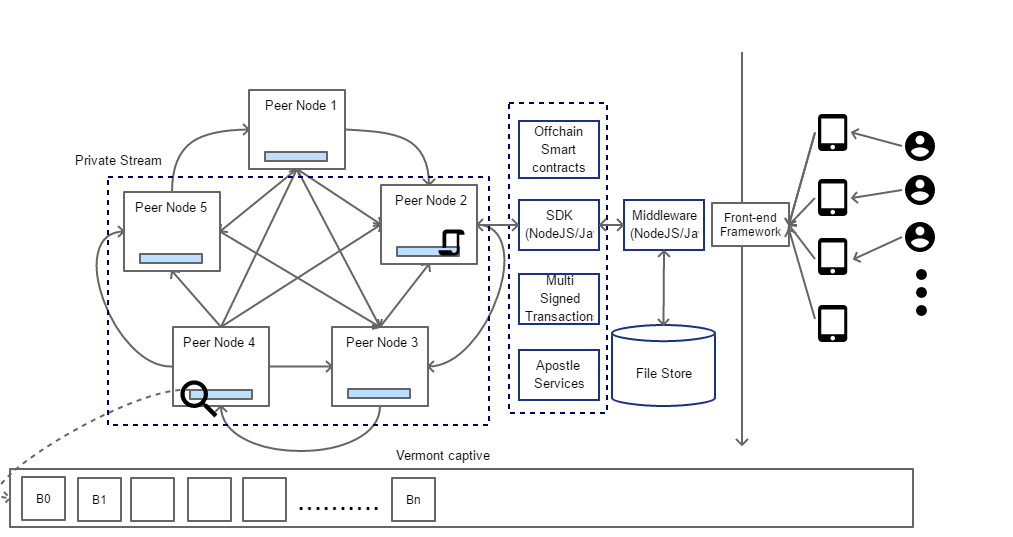 Peer Node 1
Private Stream
Peer Node 5
Peer Node 2
Peer Node 4
Peer Node 3
Offchain
Smart
contracts
SDK
(NodeJS/Ja
Multi
Signed
Transaction
Apostle
Services
Middleware
(NodeJS/Ja
File Store
Front-end
Framework
Vermont captive
B0
B1
..........
Bn